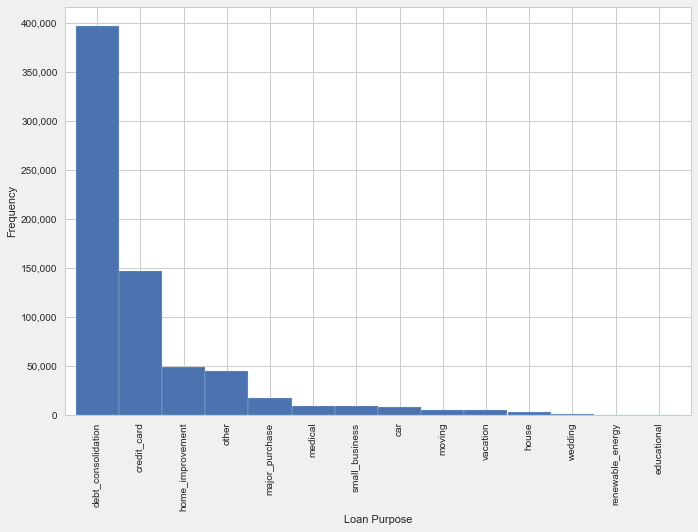 400,000
350,000
300,000
250,000
200,000
150,000
100,000
50,000
0
Frequency
debt_consolidation
credit_card
home_improvement
other
major_purchase
medical
small_business
car
moving
vacation
house
wedding
renewable_energy
educational
Loan Purpose